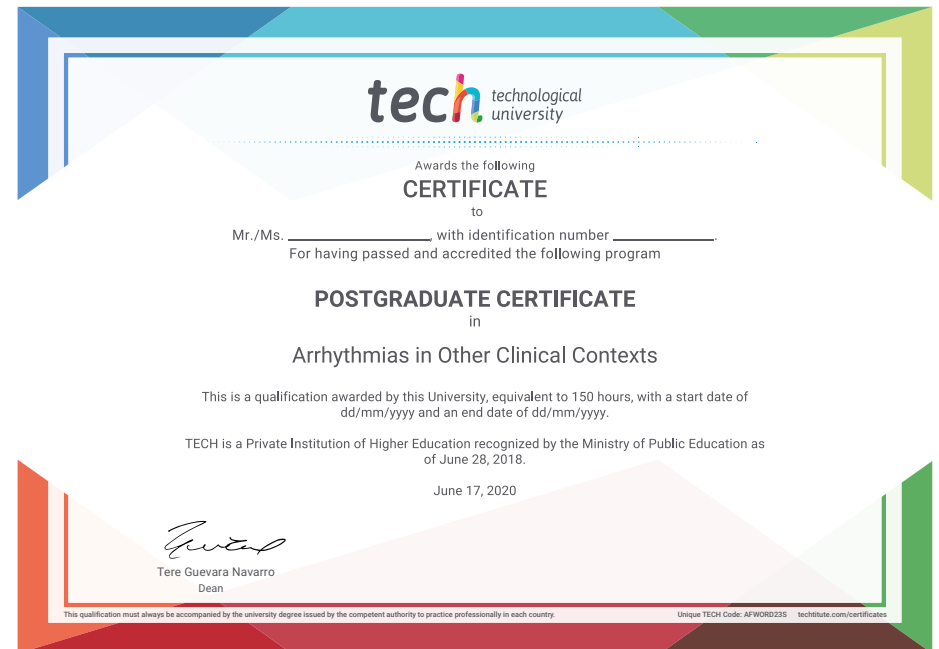 tech technological
university
Awards the following
CERTIFICATE
to
Mr./Ms. ____________, with identification number ____________.
For having passed and accredited the following program
POSTGRADUATE CERTIFICATE
in
Arrhythmias in Other Clinical Contexts
This is a qualification awarded by this University, equivalent to 150 hours, with a start date of
dd/mm/yyyy and an end date of dd/mm/yyyy.
TECH is a Private Institution of Higher Education recognized by the Ministry of Public Education as
of June 28, 2018.
June 17, 2020
Tere Guevara Navarro
Dean
This qualification must always be accompanied by the university degree issued by the competent authority to practice professionally in each country.
Unique TECH Code: AFWORD23S techtitute.com/certificates